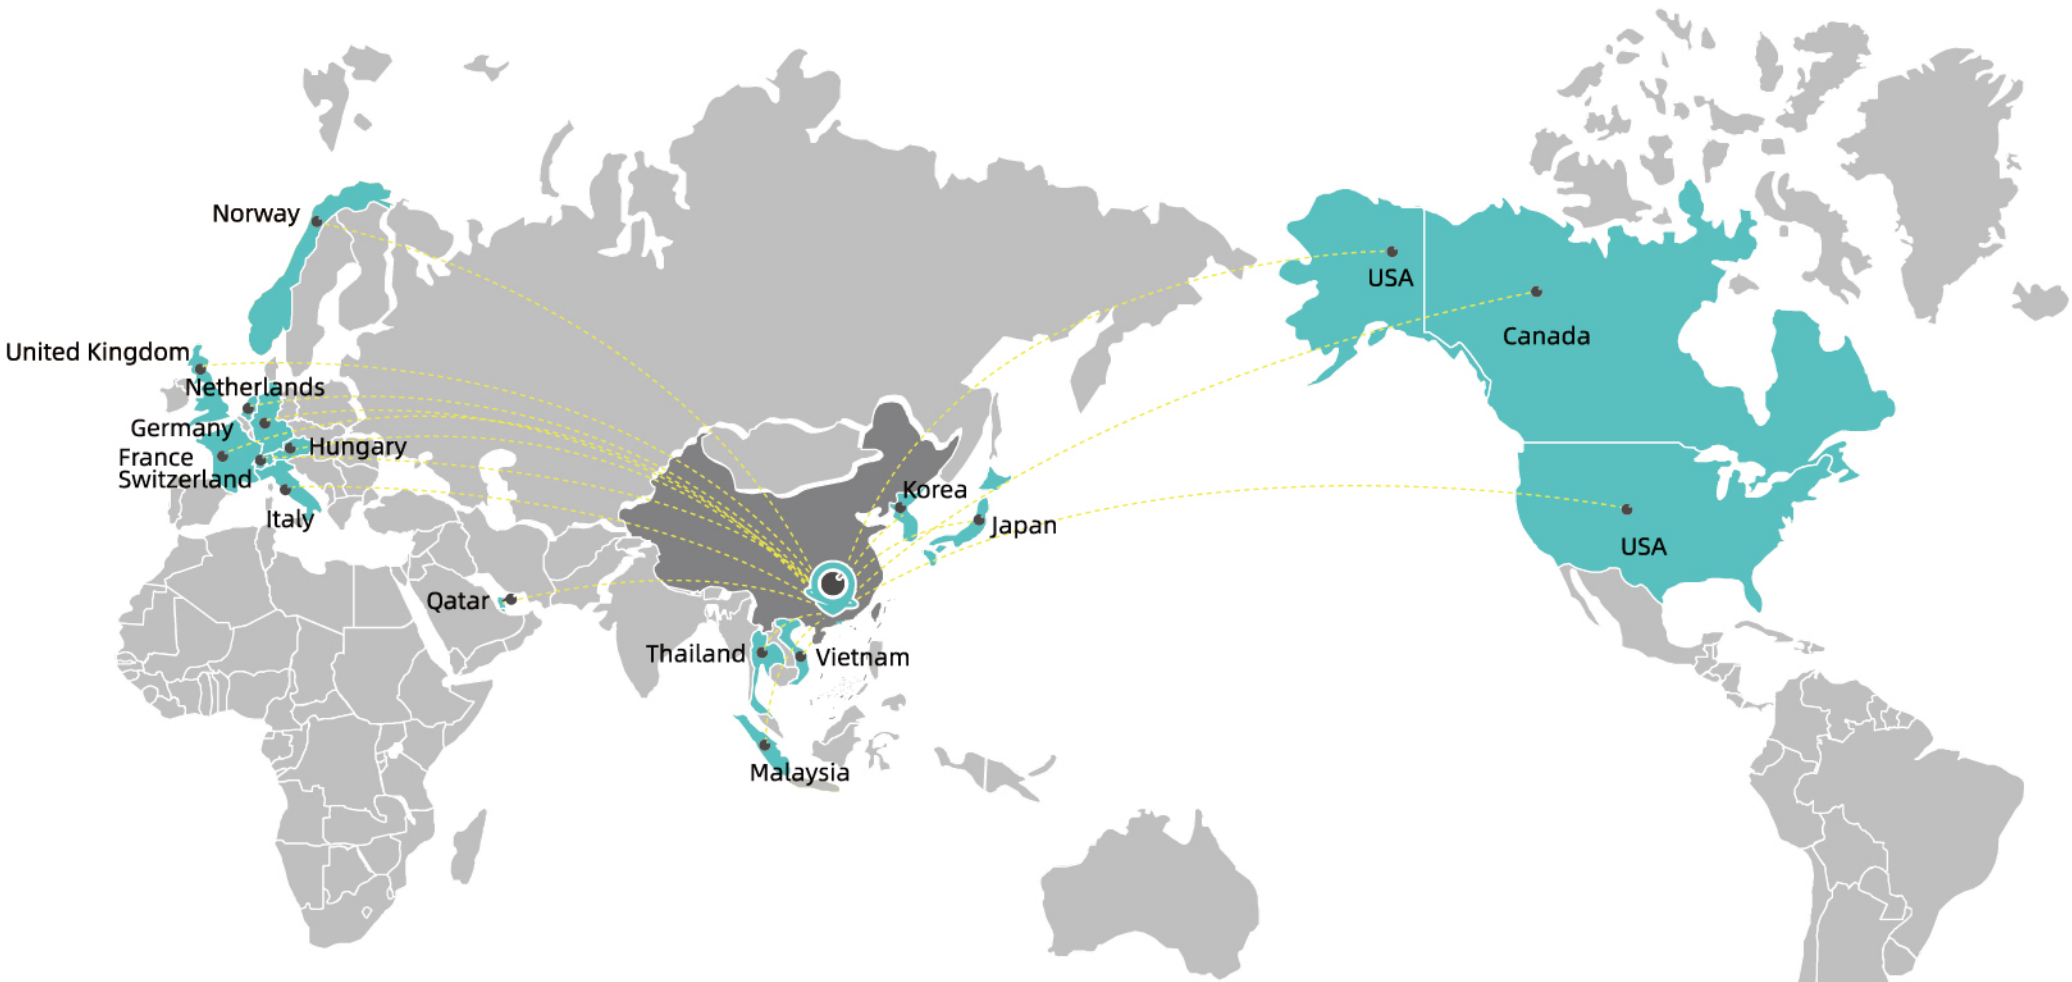 Norway
United Kingdom
Netherlands
Germany
Hungary
France
Switzerland
Italy
Qatar
Thailand
Vietnam
Malaysia
Korea
Japan
USA
Canada
USA